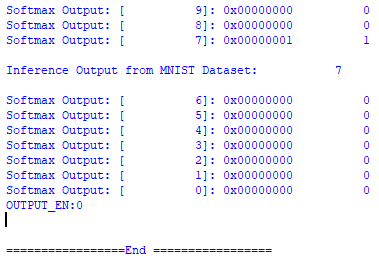 Softmax Output: [          9]: 0x00000000          0
Softmax Output: [          8]: 0x00000000          0
Softmax Output: [          7]: 0x00000001          1
Inference Output from MNIST Dataset:           7
Softmax Output: [          6]: 0x00000000          0
Softmax Output: [          5]: 0x00000000          0
Softmax Output: [          4]: 0x00000000          0
Softmax Output: [          3]: 0x00000000          0
Softmax Output: [          2]: 0x00000000          0
Softmax Output: [          1]: 0x00000000          0
Softmax Output: [          0]: 0x00000000          0
OUTPUT_EN:0
=================End =================